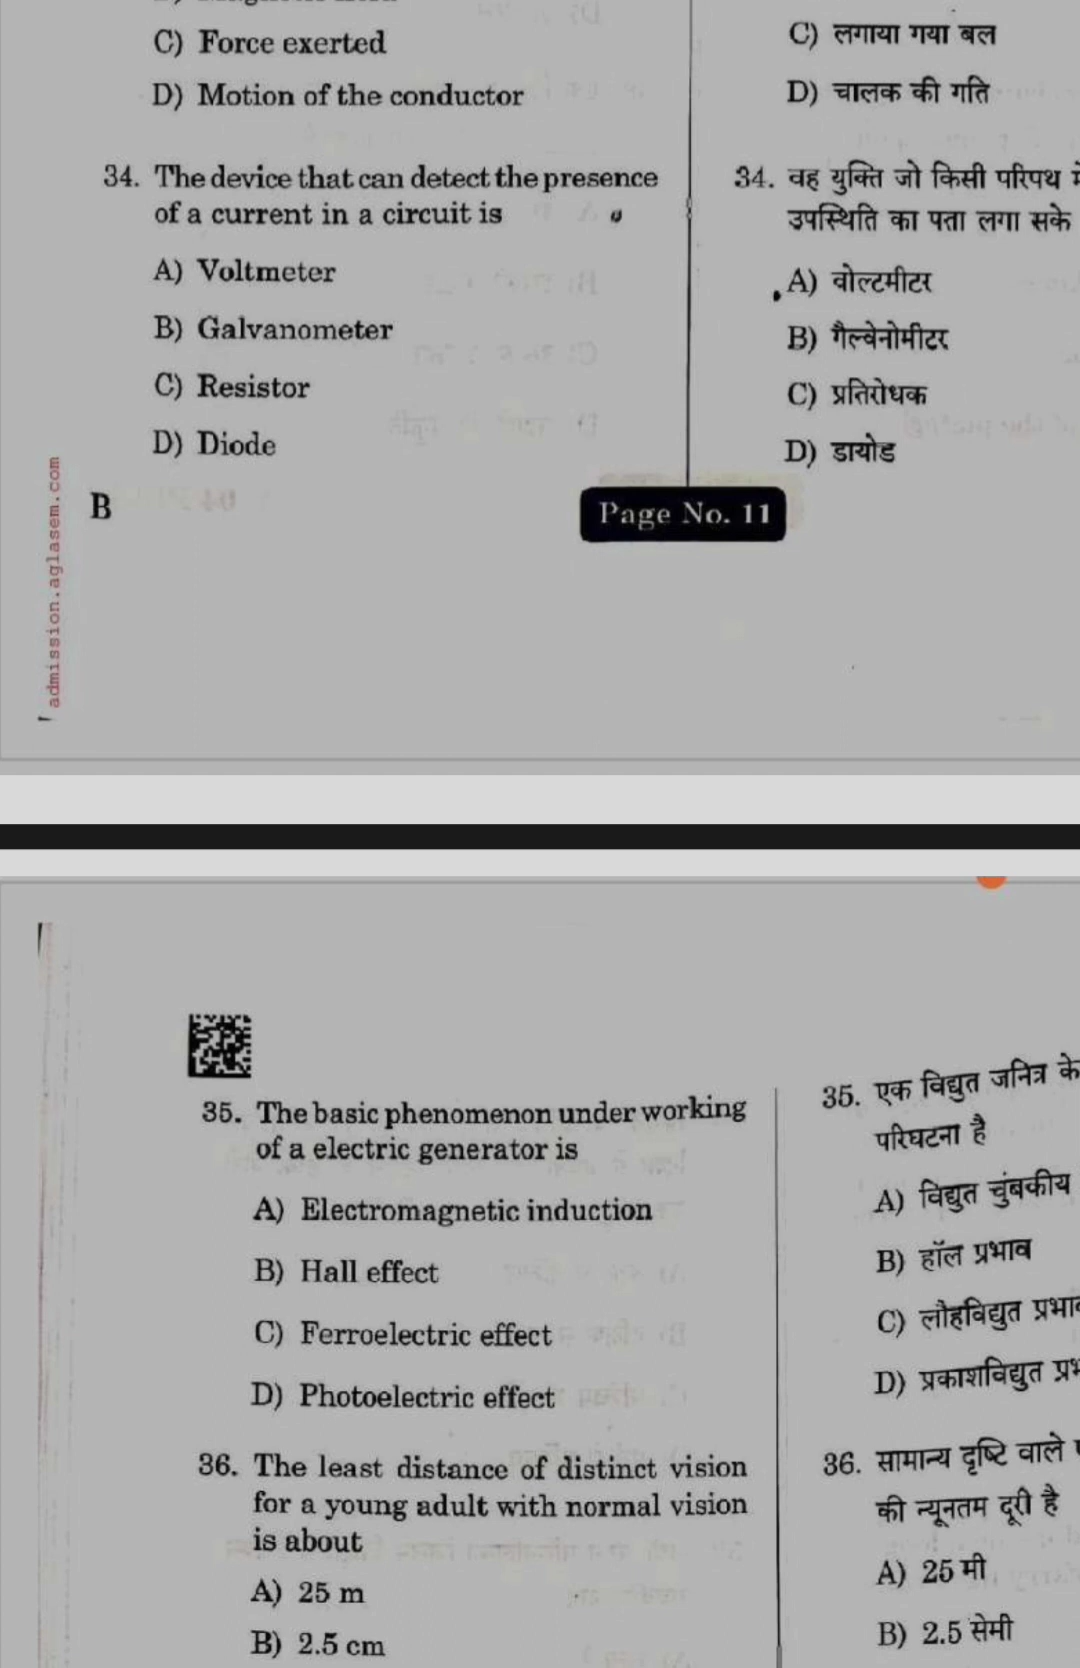 C) Force exerted
D) Motion of the conductor
34. The device that can detect the presence
of a current in a circuit is
A) Voltmeter
B) Galvanometer
C) Resistor
D) Diode
C) लगाया गया बल
D) चालक की गति
34. वह युक्ति जो किसी परिपथ में
उपस्थिति का पता लगा सके
A) वोल्टमीटर
B) गैल्वेनोमीटर
C) प्रतिरोधक
D) डायोड
B
Page No. 11
admission.aglasem.com
35. The basic phenomenon under working
of a electric generator is
A) Electromagnetic induction
B) Hall effect
C) Ferroelectric effect
D) Photoelectric effect
36. The least distance of distinct vision
for a young adult with normal vision
is about
A) 25 m
B) 2.5 cm
35. एक विद्युत जनित्र के
परिघटना है
A) विद्युत चुंबकीय
B) हॉल प्रभाव
C) लौहविद्युत
D) प्रकाशविद्युत
36. सामान्य दृष्टि वाले
की न्यूनतम दूरी है
A) 25 मी
B) 2.5 सेमी